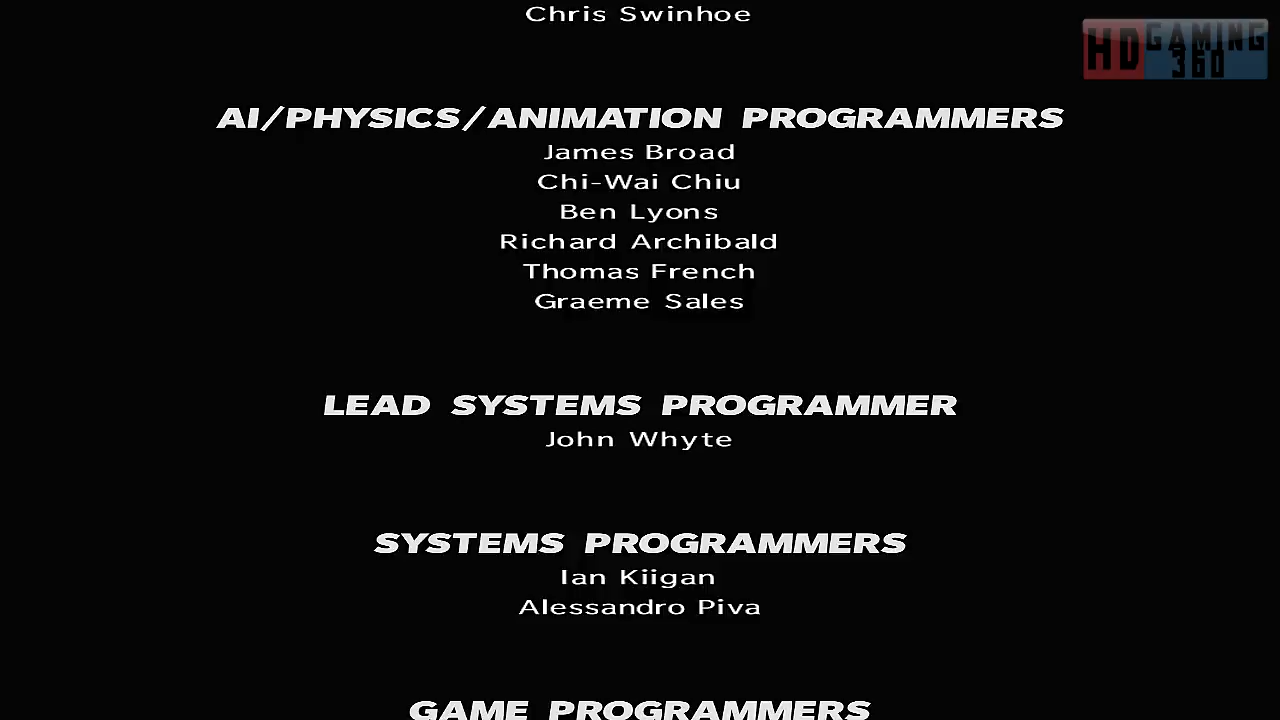 Chris Swinhoe
HD GAMING
360
AI/PHYSICS/ANIMATION PROGRAMMERS
James Broad
Chi-Wai Chiu
Ben Lyons
Richard Archibald
Thomas French
Graeme Sales
LEAD SYSTEMS PROGRAMMER
John Whyte
SYSTEMS PROGRAMMERS
Ian Kiigan
Alessandro Piva
GAME PROGRAMMERS